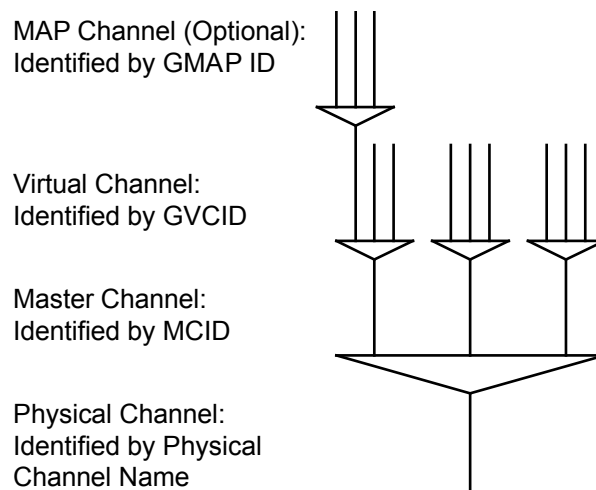 MAP Channel (Optional):
Identified by GMAP ID
Virtual Channel:
Identified by GVCID
Master Channel:
Identified by MCID
Physical Channel:
Identified by Physical
Channel Name